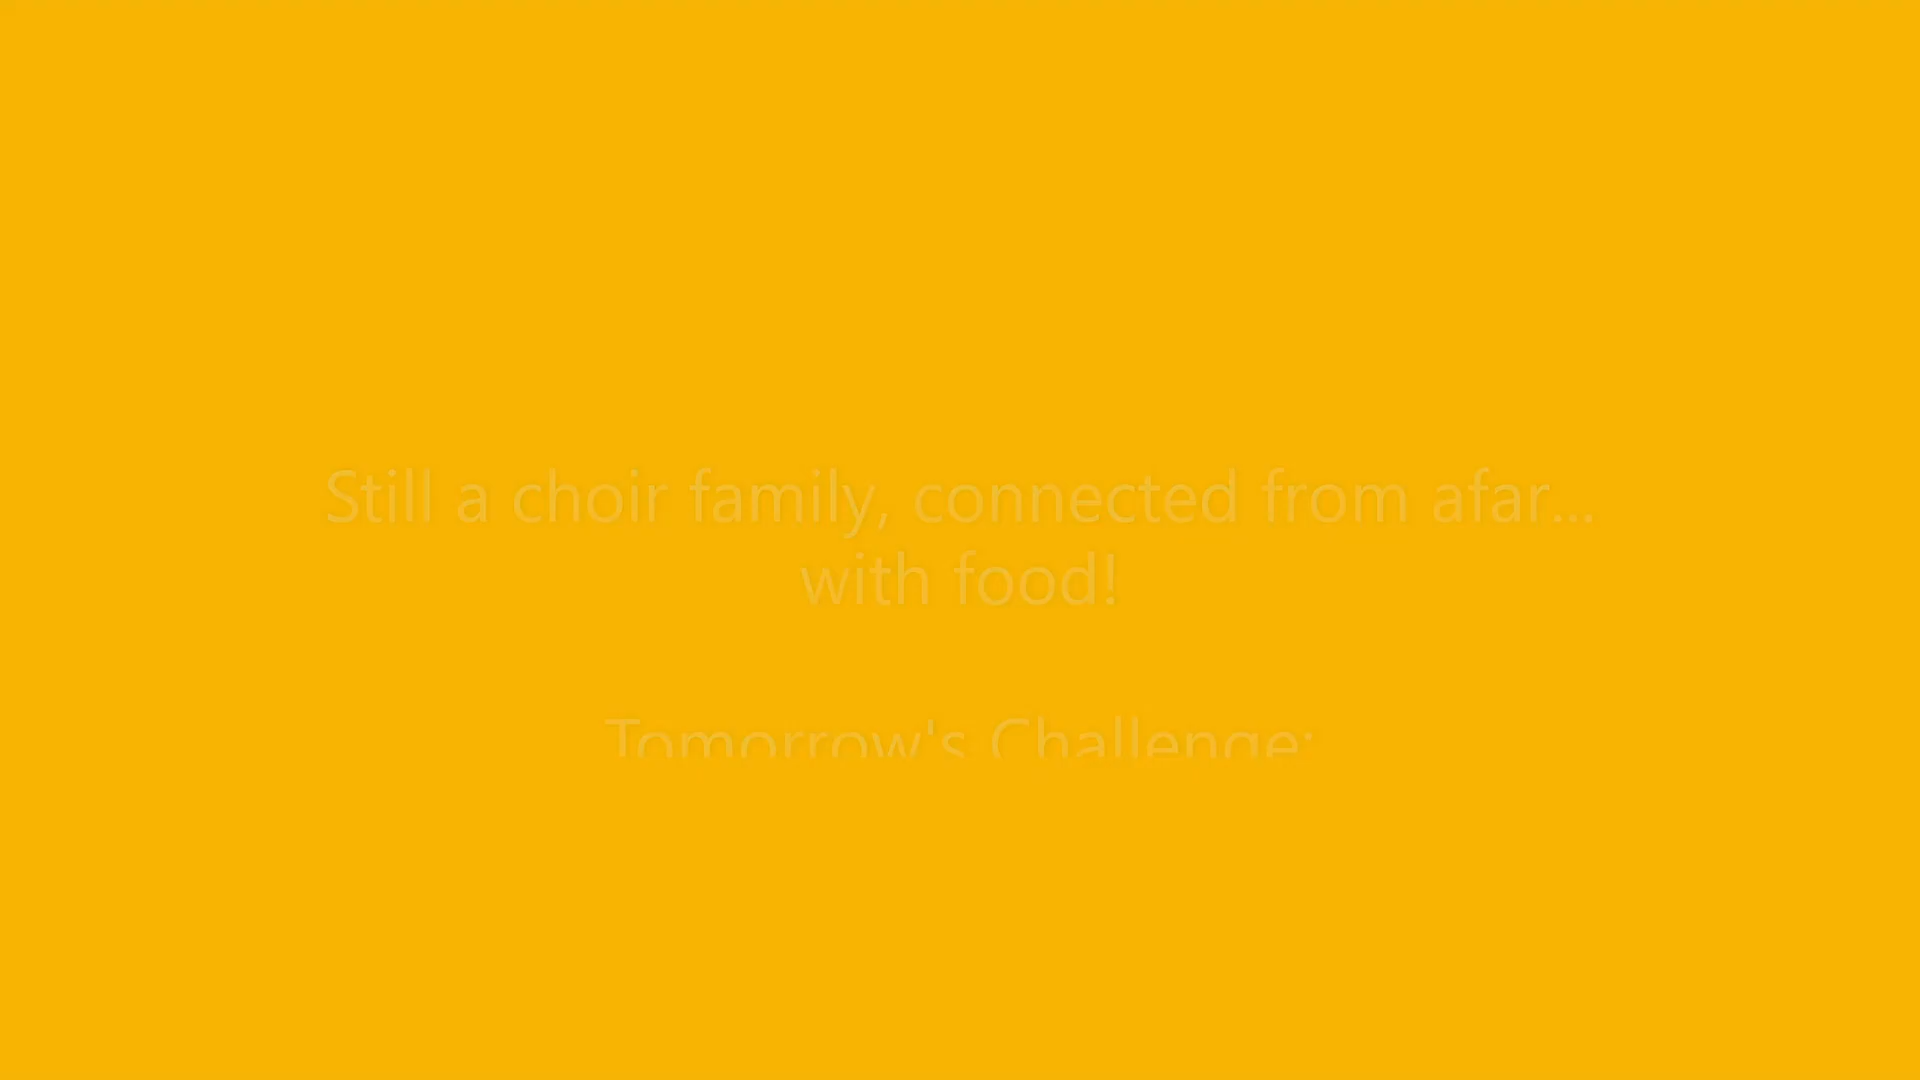 Still a choir family, connected from afar...
with food!
Tomorrow's Challenge: